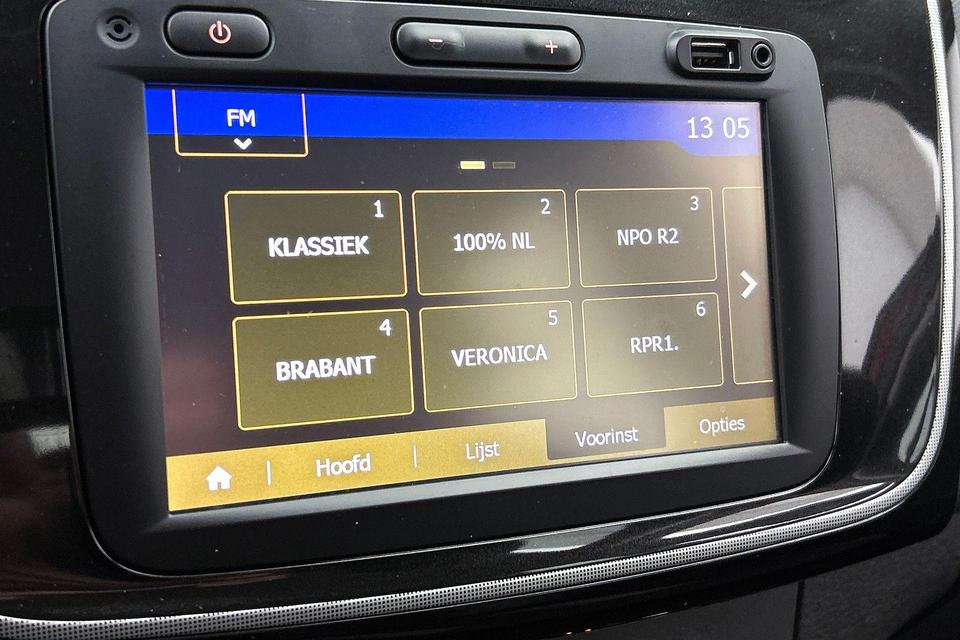 - +
FM
13 05
1
KLASSIEK
2
100% NL
3
NPO R2
4
BRABANT
5
VERONICA
6
RPR1.
Hoofd
Lijst
Voorinst
Opties